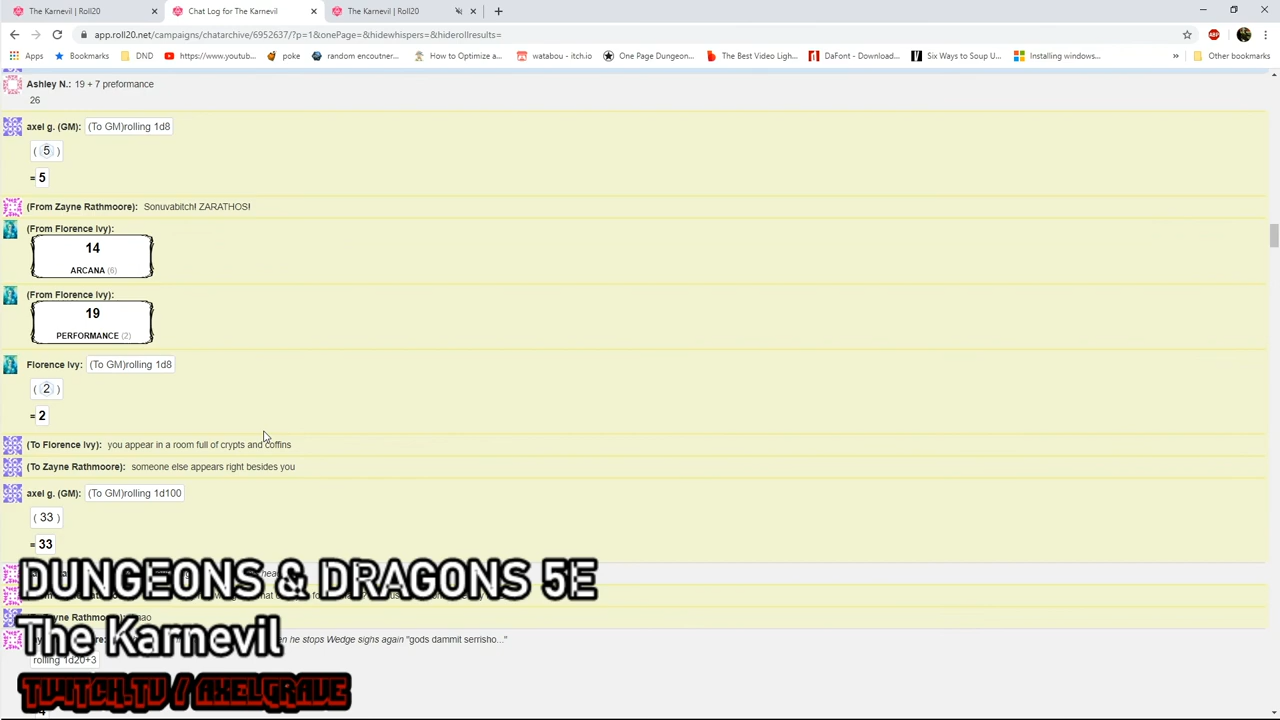 The Karnevil | Roll20
Chat Log for The Karnevil
The Karnevil | Roll20
app.roll20.net/campaigns/chatarchive/6952637/?p=1&onePage=&hidewhispers=&hiderollresults=
Apps
Bookmarks
DND
https://www.youtube...
poke
random encoutner...
How to Optimize a...
watabou - itch.io
One Page Dungeon...
The Best Video Ligh...
DaFont - Download...
Six Ways to Soup U...
Installing windows...
»
Other bookmarks
Ashley N.: 19 + 7 preformance
26
axel g. (GM): (To GM)rolling 1d8
( 5 )
= 5
(From Zayne Rathmoore): Sonuvabitch! ZARATHOS!
(From Florence Ivy):
14
ARCANA (6)
(From Florence Ivy):
19
PERFORMANCE (2)
Florence Ivy: (To GM)rolling 1d8
( 2 )
= 2
(To Florence Ivy): you appear in a room full of crypts and coffins
(To Zayne Rathmoore): someone else appears right besides you
axel g. (GM): (To GM)rolling 1d100
( 33 )
= 33
DUNGEONS & DRAGONS 5E
The Karnevil
he stops Wedge sighs again "gods dammit serrisho..."
rolling 1d20+3
TWITCH.TV / AXELGRAVE